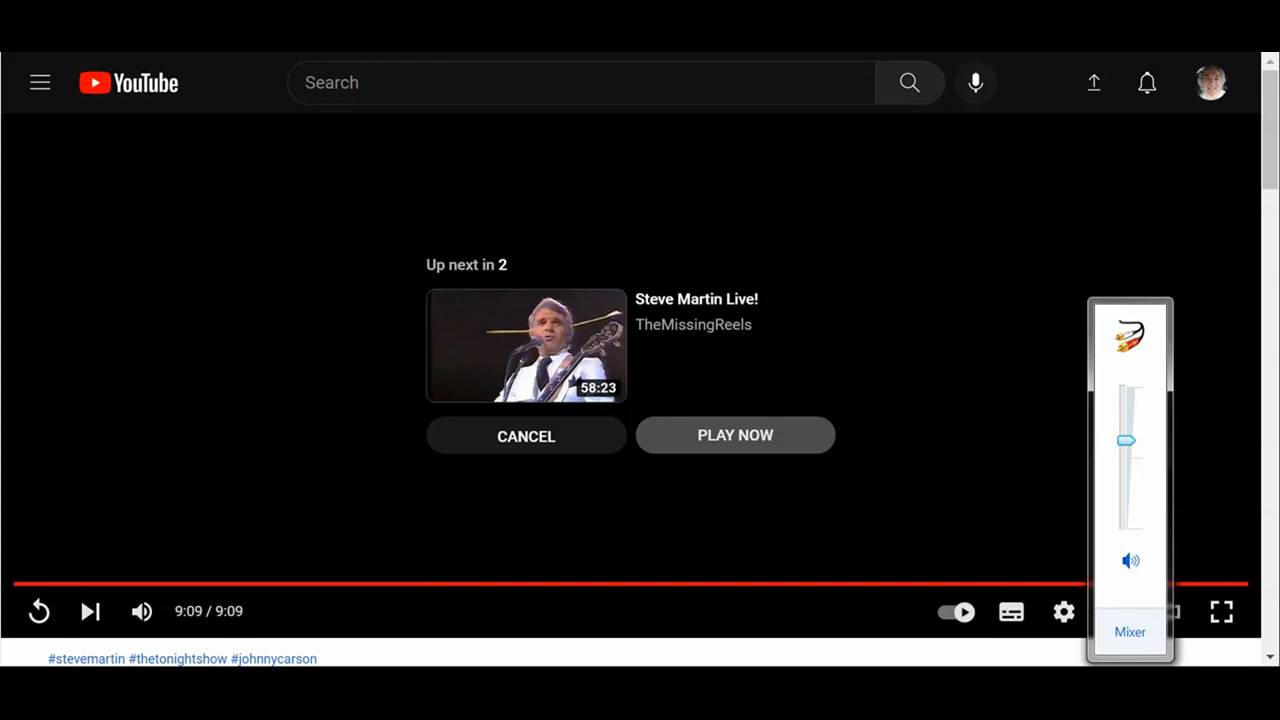 YouTube
Search
Up next in 2
Steve Martin Live!
TheMissingReels
58:23
CANCEL
PLAY NOW
9:09 / 9:09
Mixer
#stevemartin #thetonightshow #johnnycarson